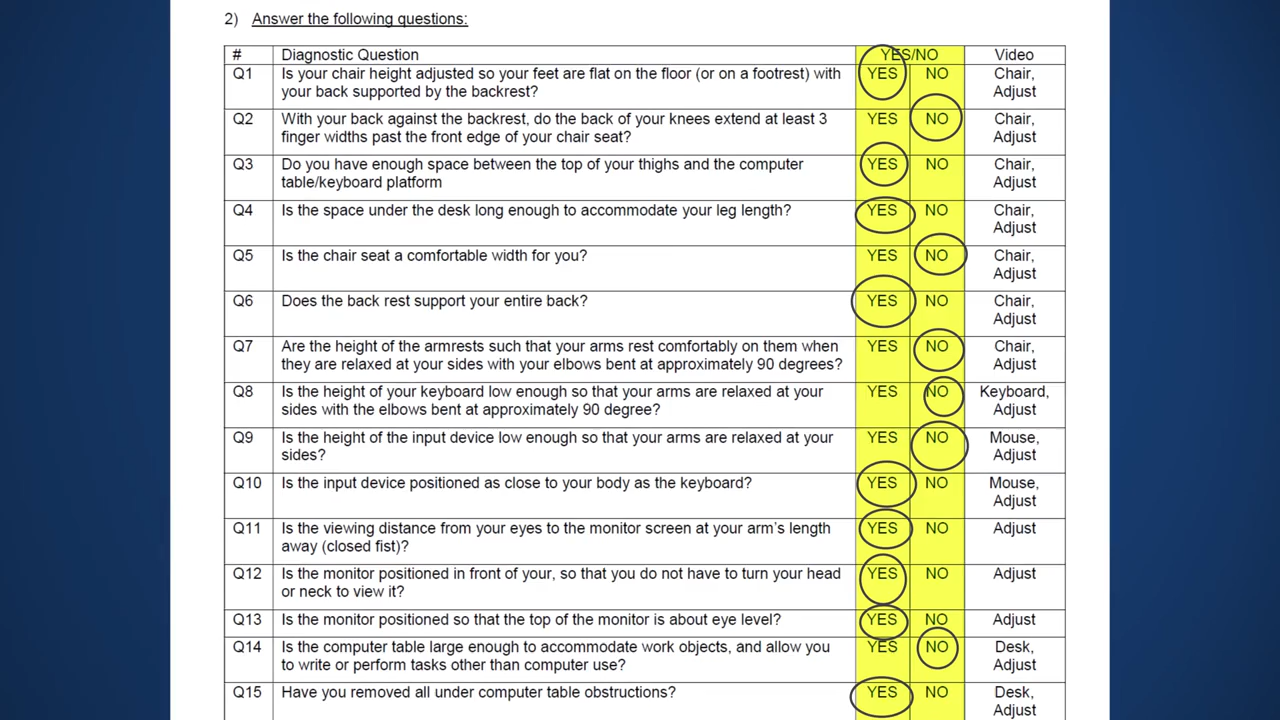 2) Answer the following questions:
# Diagnostic Question YES/NO Video
Q1 Is your chair height adjusted so your feet are flat on the floor (or on a footrest) with YES NO Chair,
your back supported by the backrest? Adjust
Q2 With your back against the backrest, do the back of your knees extend at least 3 YES NO Chair,
finger widths past the front edge of your chair seat? Adjust
Q3 Do you have enough space between the top of your thighs and the computer YES NO Chair,
table/keyboard platform Adjust
Q4 Is the space under the desk long enough to accommodate your leg length? YES NO Chair,
Adjust
Q5 Is the chair seat a comfortable width for you? YES NO Chair,
Adjust
Q6 Does the back rest support your entire back? YES NO Chair,
Adjust
Q7 Are the height of the armrests such that your arms rest comfortably on them when YES NO Chair,
they are relaxed at your sides with your elbows bent at approximately 90 degrees? Adjust
Q8 Is the height of your keyboard low enough so that your arms are relaxed at your YES NO Keyboard,
sides with the elbows bent at approximately 90 degree? Adjust
Q9 Is the height of the input device low enough so that your arms are relaxed at your YES NO Mouse,
sides? Adjust
Q10 Is the input device positioned as close to your body as the keyboard? YES NO Mouse,
Adjust
Q11 Is the viewing distance from your eyes to the monitor screen at your arm's length YES NO Adjust
away (closed fist)?
Q12 Is the monitor positioned in front of your, so that you do not have to turn your head YES NO Adjust
or neck to view it?
Q13 Is the monitor positioned so that the top of the monitor is about eye level? YES NO Adjust
Q14 Is the computer table large enough to accommodate work objects, and allow you YES NO Desk,
to write or perform tasks other than computer use? Adjust
Q15 Have you removed all under computer table obstructions? YES NO Desk,
Adjust